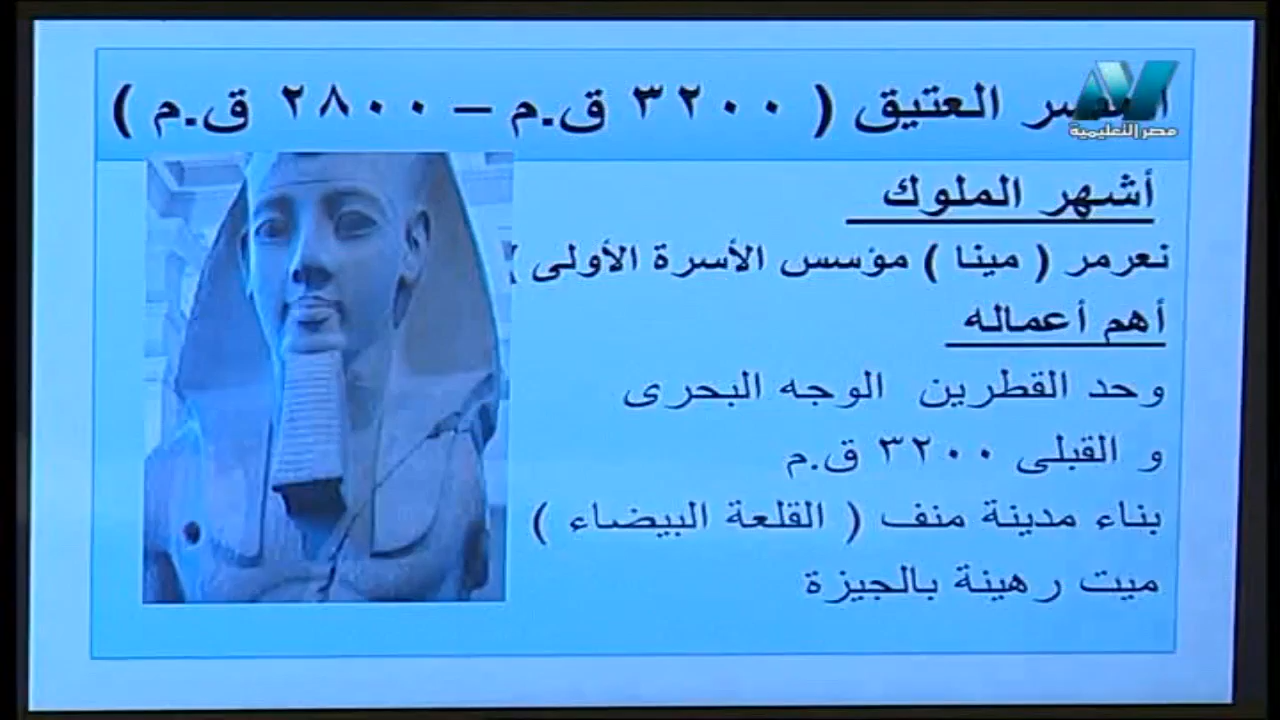 العتيق ( ٣٢٠٠ ق.م – ٢٨٠٠ ق.م )
مصر التعليمية
أشهر الملوك
نعرمر ( مينا ) مؤسس الأسرة الأولى )
أهم أعماله
وحد القطرين الوجه البحرى
و القبلى ٣٢٠٠ ق.م
بناء مدينة منف ( القلعة البيضاء )
ميت رهينة بالجيزة